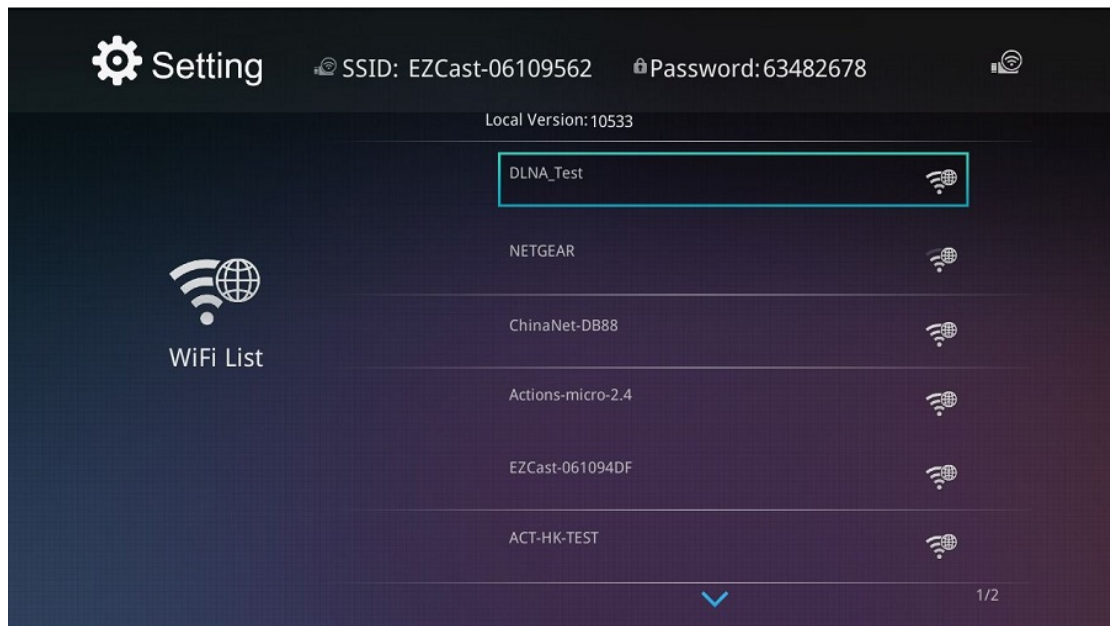 Setting SSID: EZCast-06109562 Password:63482678
Local Version:10533
DLNA_Test
NETGEAR
ChinaNet-DB88
WiFi List
Actions-micro-2.4
EZCast-061094DF
ACT-HK-TEST
1/2